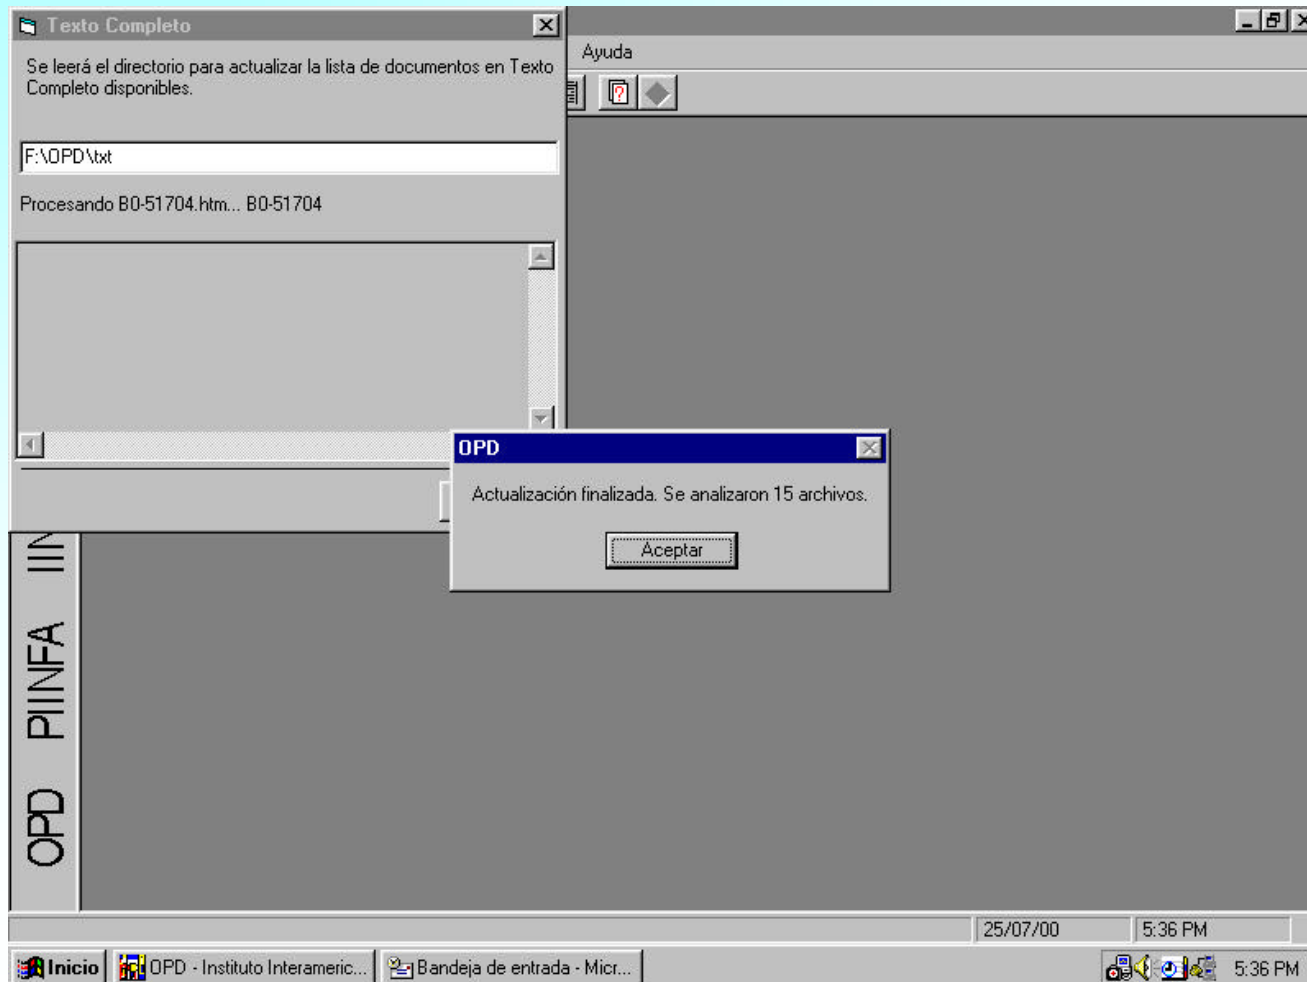 Texto Completo
Ayuda
Se leerá el directorio para actualizar la lista de documentos en Texto
Completo disponibles.
F:\OPD\txt
Procesando B0-51704.htm... B0-51704
OPD
Actualización finalizada. Se analizaron 15 archivos.
Aceptar
OPD PIINFA IIN
25/07/00
5:36 PM
Inicio
OPD - Instituto Interameric...
Bandeja de entrada - Micr...
5:36 PM